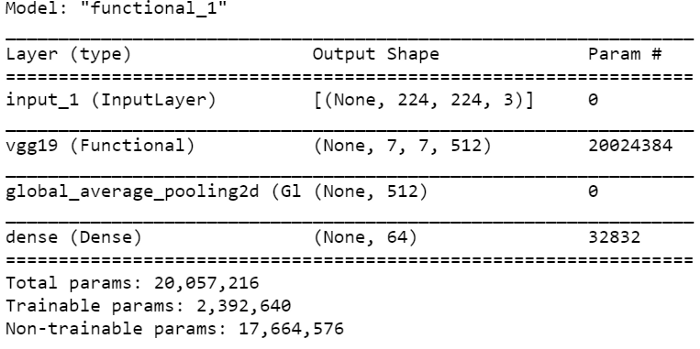 Model: "functional_1"
Layer (type) Output Shape Param #
input_1 (InputLayer) [(None, 224, 224, 3)] 0
vgg19 (Functional) (None, 7, 7, 512) 20024384
global_average_pooling2d (Gl (None, 512) 0
dense (Dense) (None, 64) 32832
Total params: 20,057,216
Trainable params: 2,392,640
Non-trainable params: 17,664,576